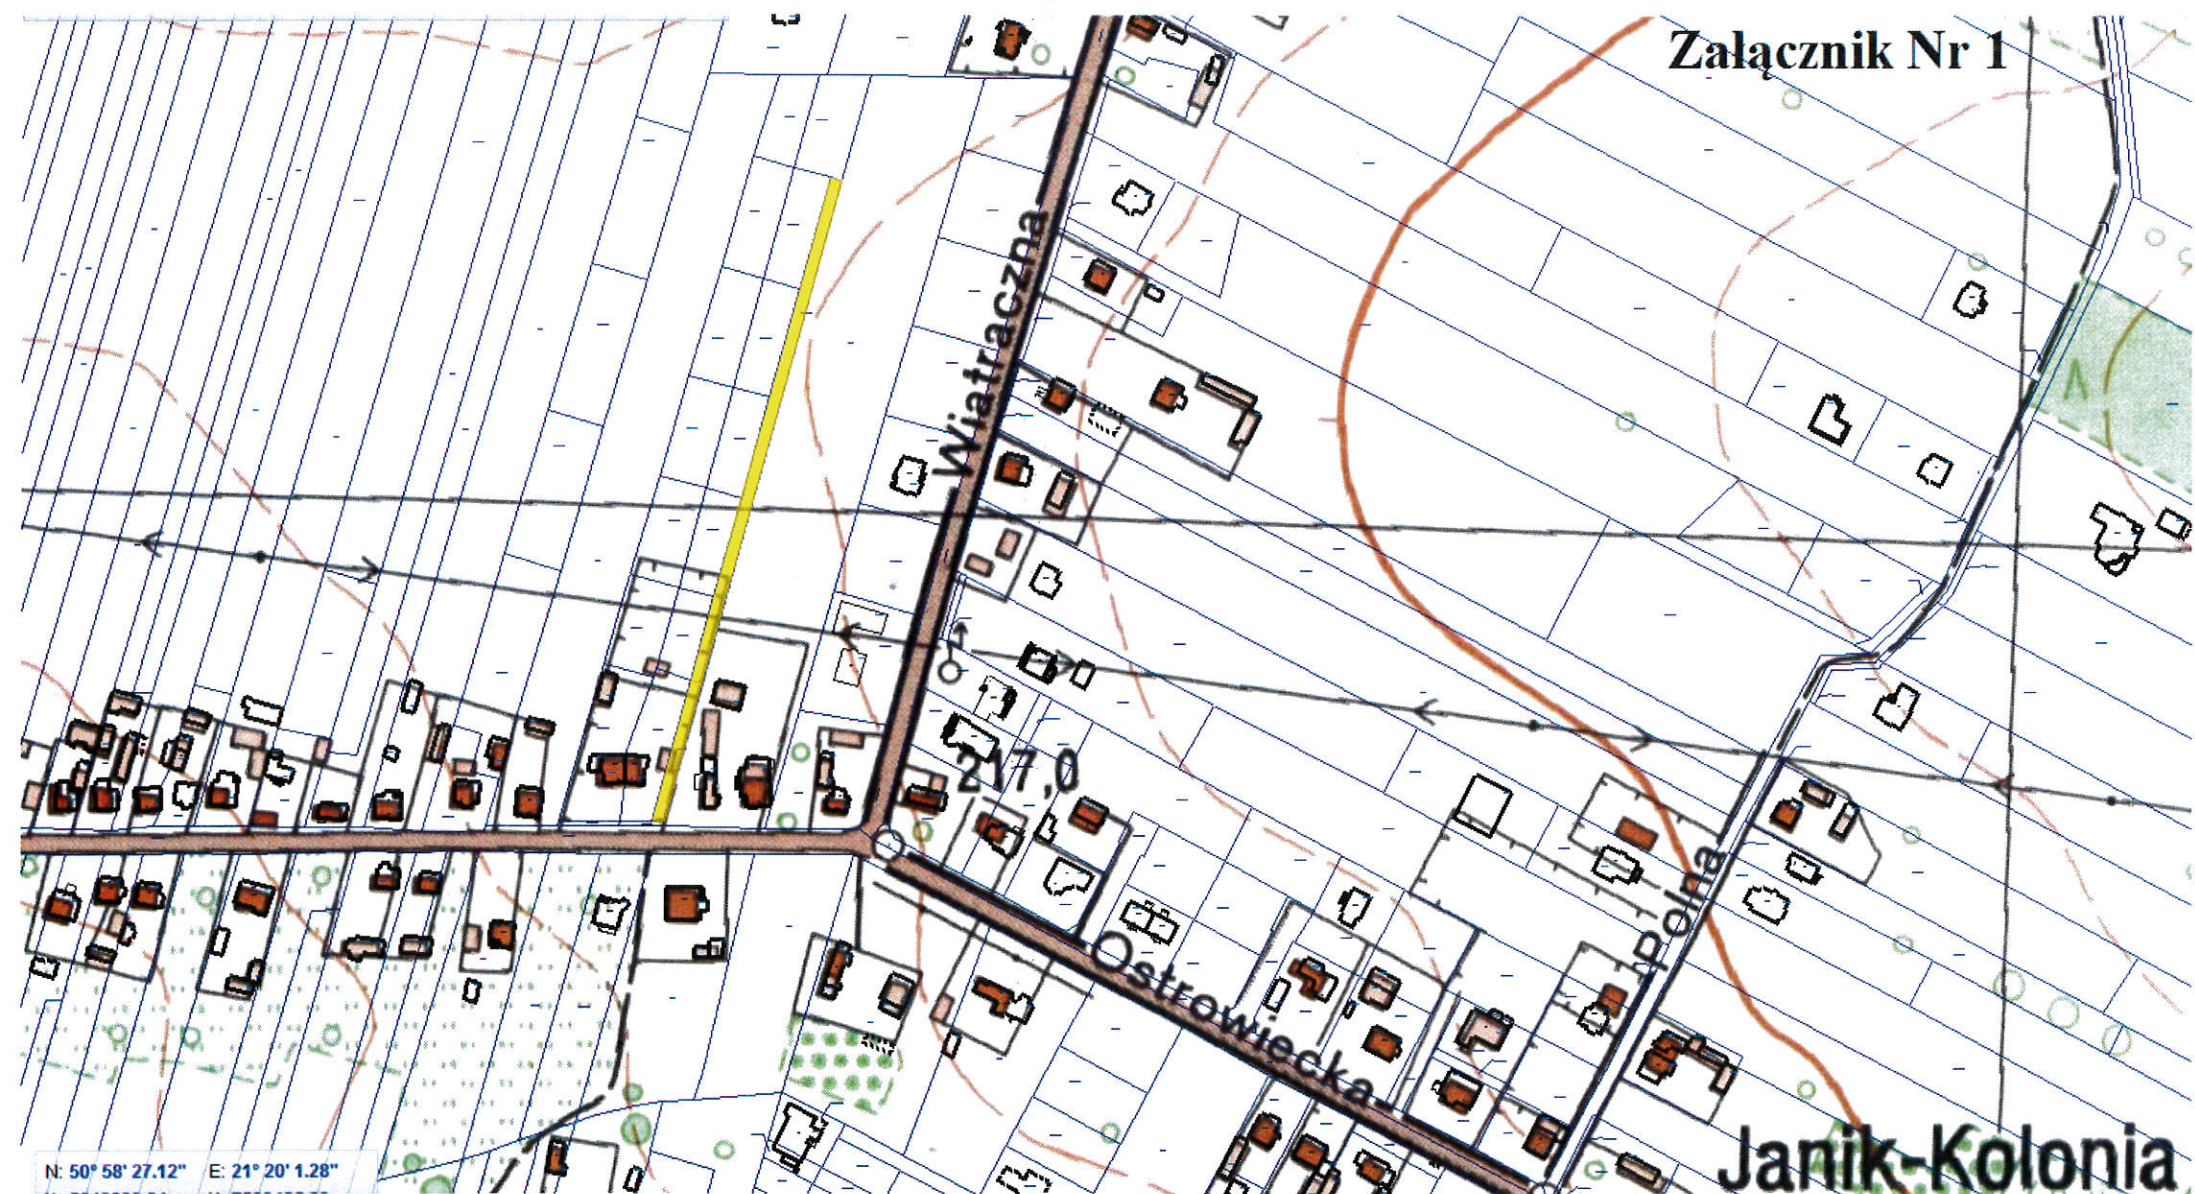 Załącznik Nr 1
Wiatraczna
217,0
Polna
Ostrowiecka
Janik-Kolonia
N: 50° 58' 27.12" E: 21° 20' 1.28"